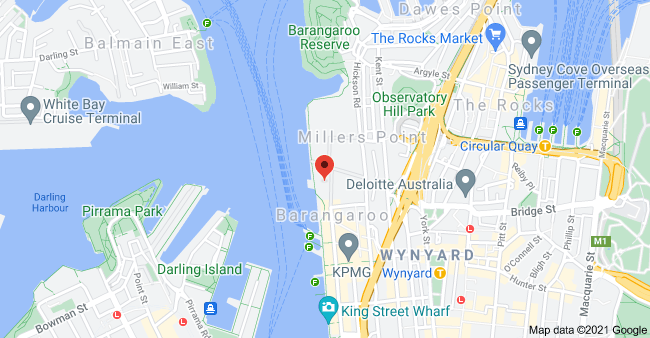 Dawes Point
Barangaroo
Reserve
The Rocks Market
Balmain East
Darling St
Kent St
Hickson Rd
Argyle St
Sydney Cove Overseas
Passenger Terminal
William St
White Bay
Cruise Terminal
Observatory
Hill Park
The Rocks
Macquarie St
Millers Point
Circular Quay
T
F
F
F
Reiby Pl
Deloitte Australia
Darling
Harbour
Pirrama Park
Barangaroo
York St
Bridge St
L
Pitt St
Phillip St
M1
F
F
KPMG
WYNYARD
Wynyard
T
O'Connell St
Bligh St
Hunter St
Macquarie St
Darling Island
Point St
Pirrama Rd
Bowman St
F
L
L
King Street Wharf
Map data ©2021 Google